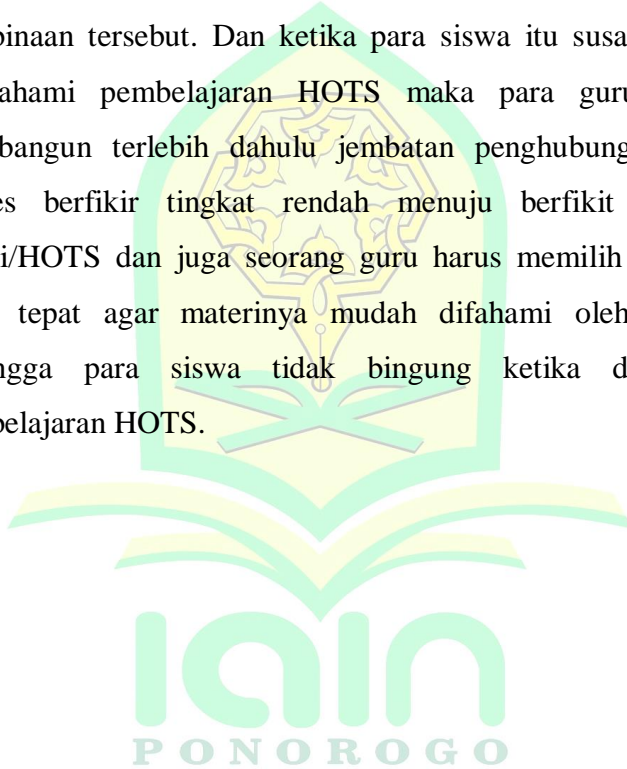 binaan tersebut. Dan ketika para siswa itu susa
ahami pembelajaran HOTS maka para guru
bangun terlebih dahulu jembatan penghubung
es berfikir tingkat rendah menuju berfikit
i/HOTS dan juga seorang guru harus memilih
tepat agar materinya mudah difahami oleh
ngga para siswa tidak bingung ketika d
belajaran HOTS.
iain
PONOROGO